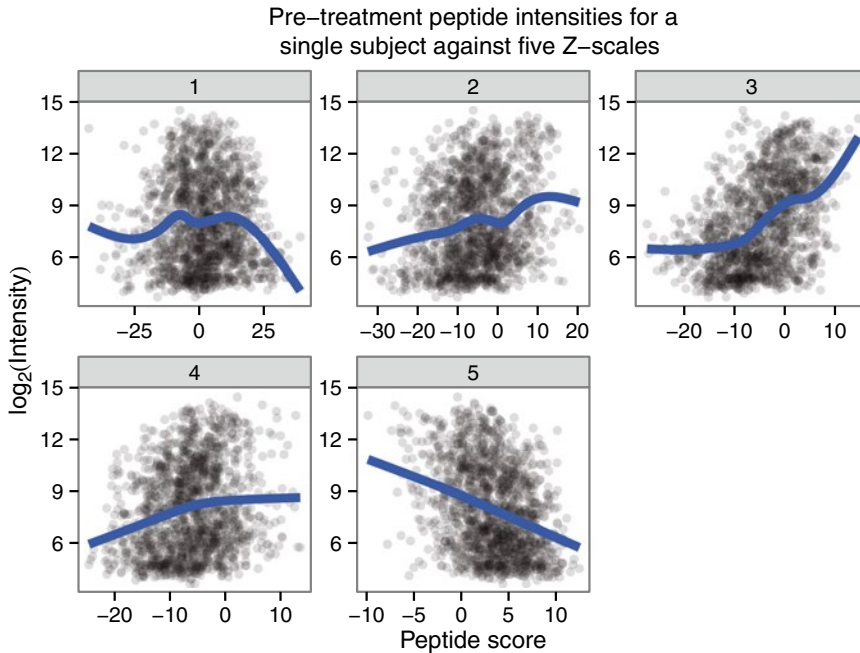 Pre−treatment peptide intensities for a
single subject against five Z−scales
1
2
3
15
12
9
6
−25 0 25
15
12
9
6
−30 −20 −10 0 10 20
15
12
9
6
−20 −10 0 10
4
5
15
12
9
6
−20 −10 0 10
15
12
9
6
−10 −5 0 5 10
log2(Intensity)
Peptide score